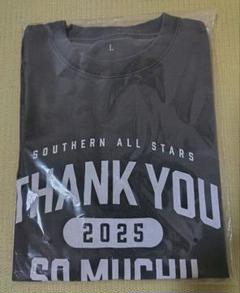 L
SOUTHERN ALL STARS
THANK YOU
2025
SO MUCH!!